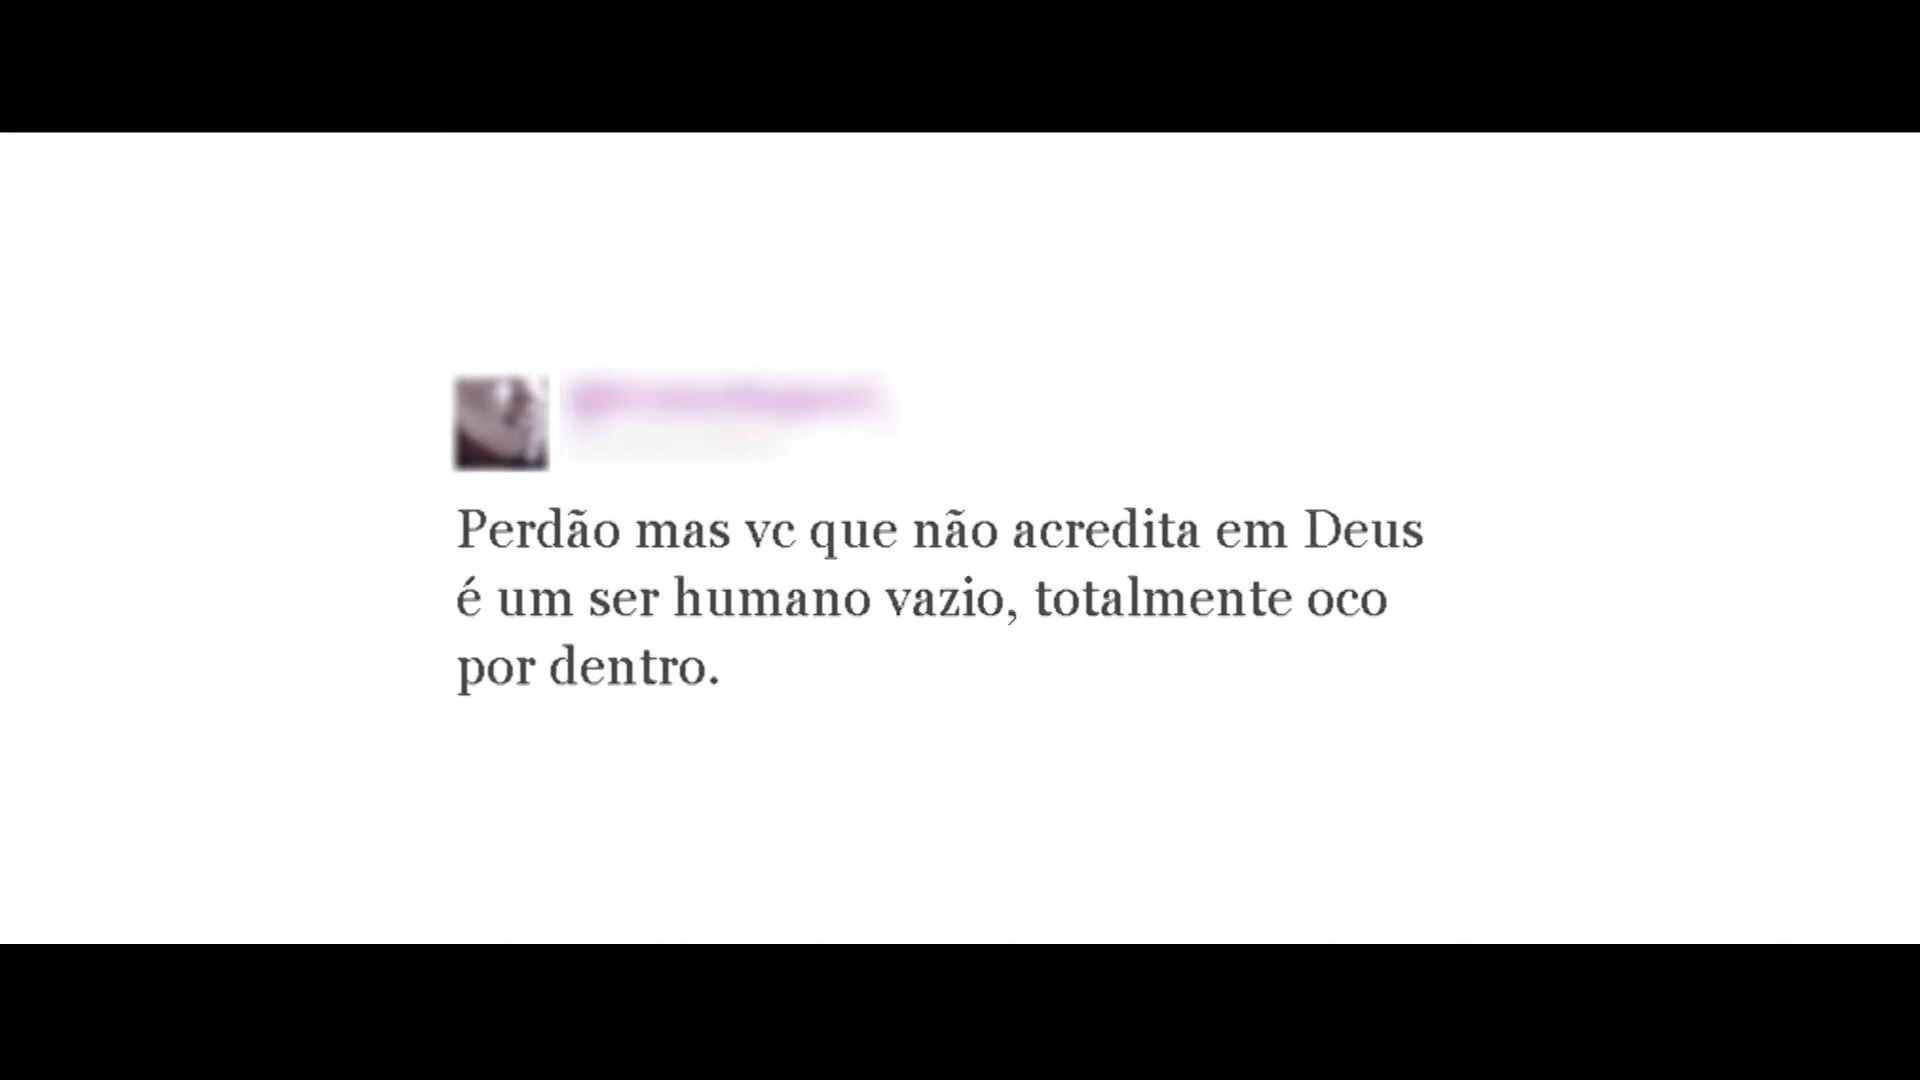 Perdão mas vc que não acredita em Deus
é um ser humano vazio, totalmente oco
por dentro.